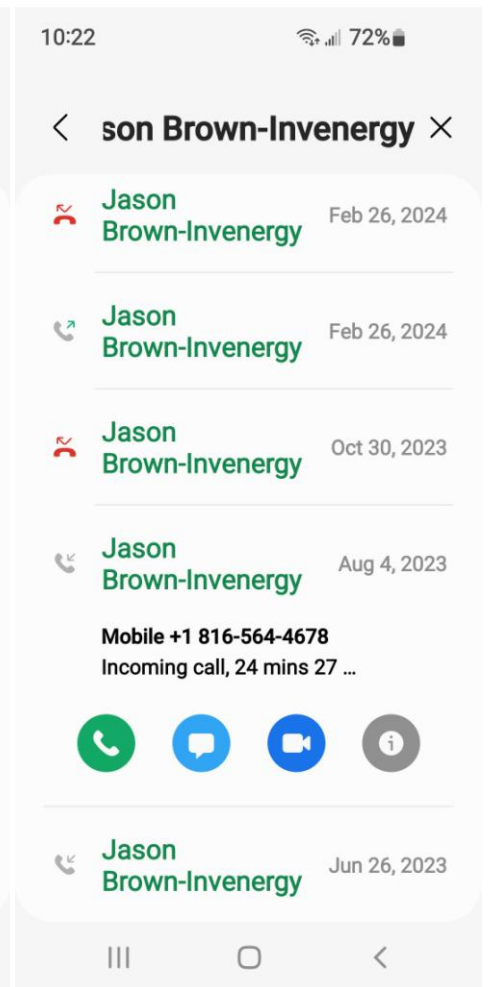 10:22 72%
son Brown-Invenergy
Jason
Brown-Invenergy Feb 26, 2024
Jason
Brown-Invenergy Feb 26, 2024
Jason
Brown-Invenergy Oct 30, 2023
Jason
Brown-Invenergy Aug 4, 2023
Mobile +1 816-564-4678
Incoming call, 24 mins 27 ...
Jason
Brown-Invenergy Jun 26, 2023